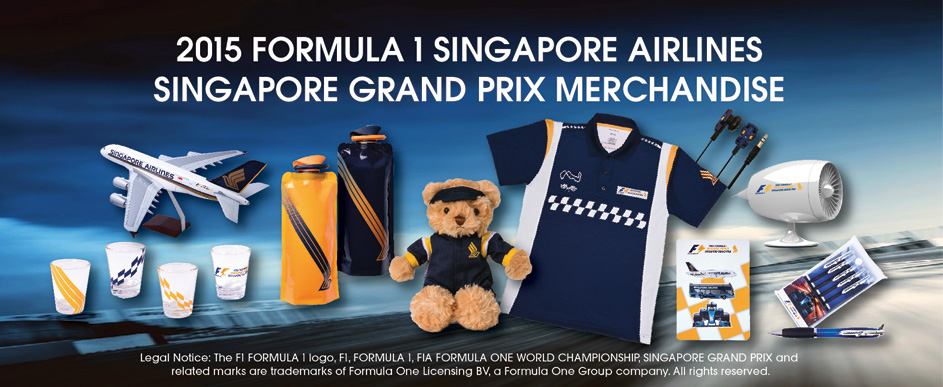 2015 FORMULA 1 SINGAPORE AIRLINES
SINGAPORE GRAND PRIX MERCHANDISE
SINGAPORE AIRLINES
Legal Notice: The F1 FORMULA 1 logo, F1, FORMULA 1, FIA FORMULA ONE WORLD CHAMPIONSHIP, SINGAPORE GRAND PRIX and
related marks are trademarks of Formula One Licensing BV, a Formula One Group company. All rights reserved.